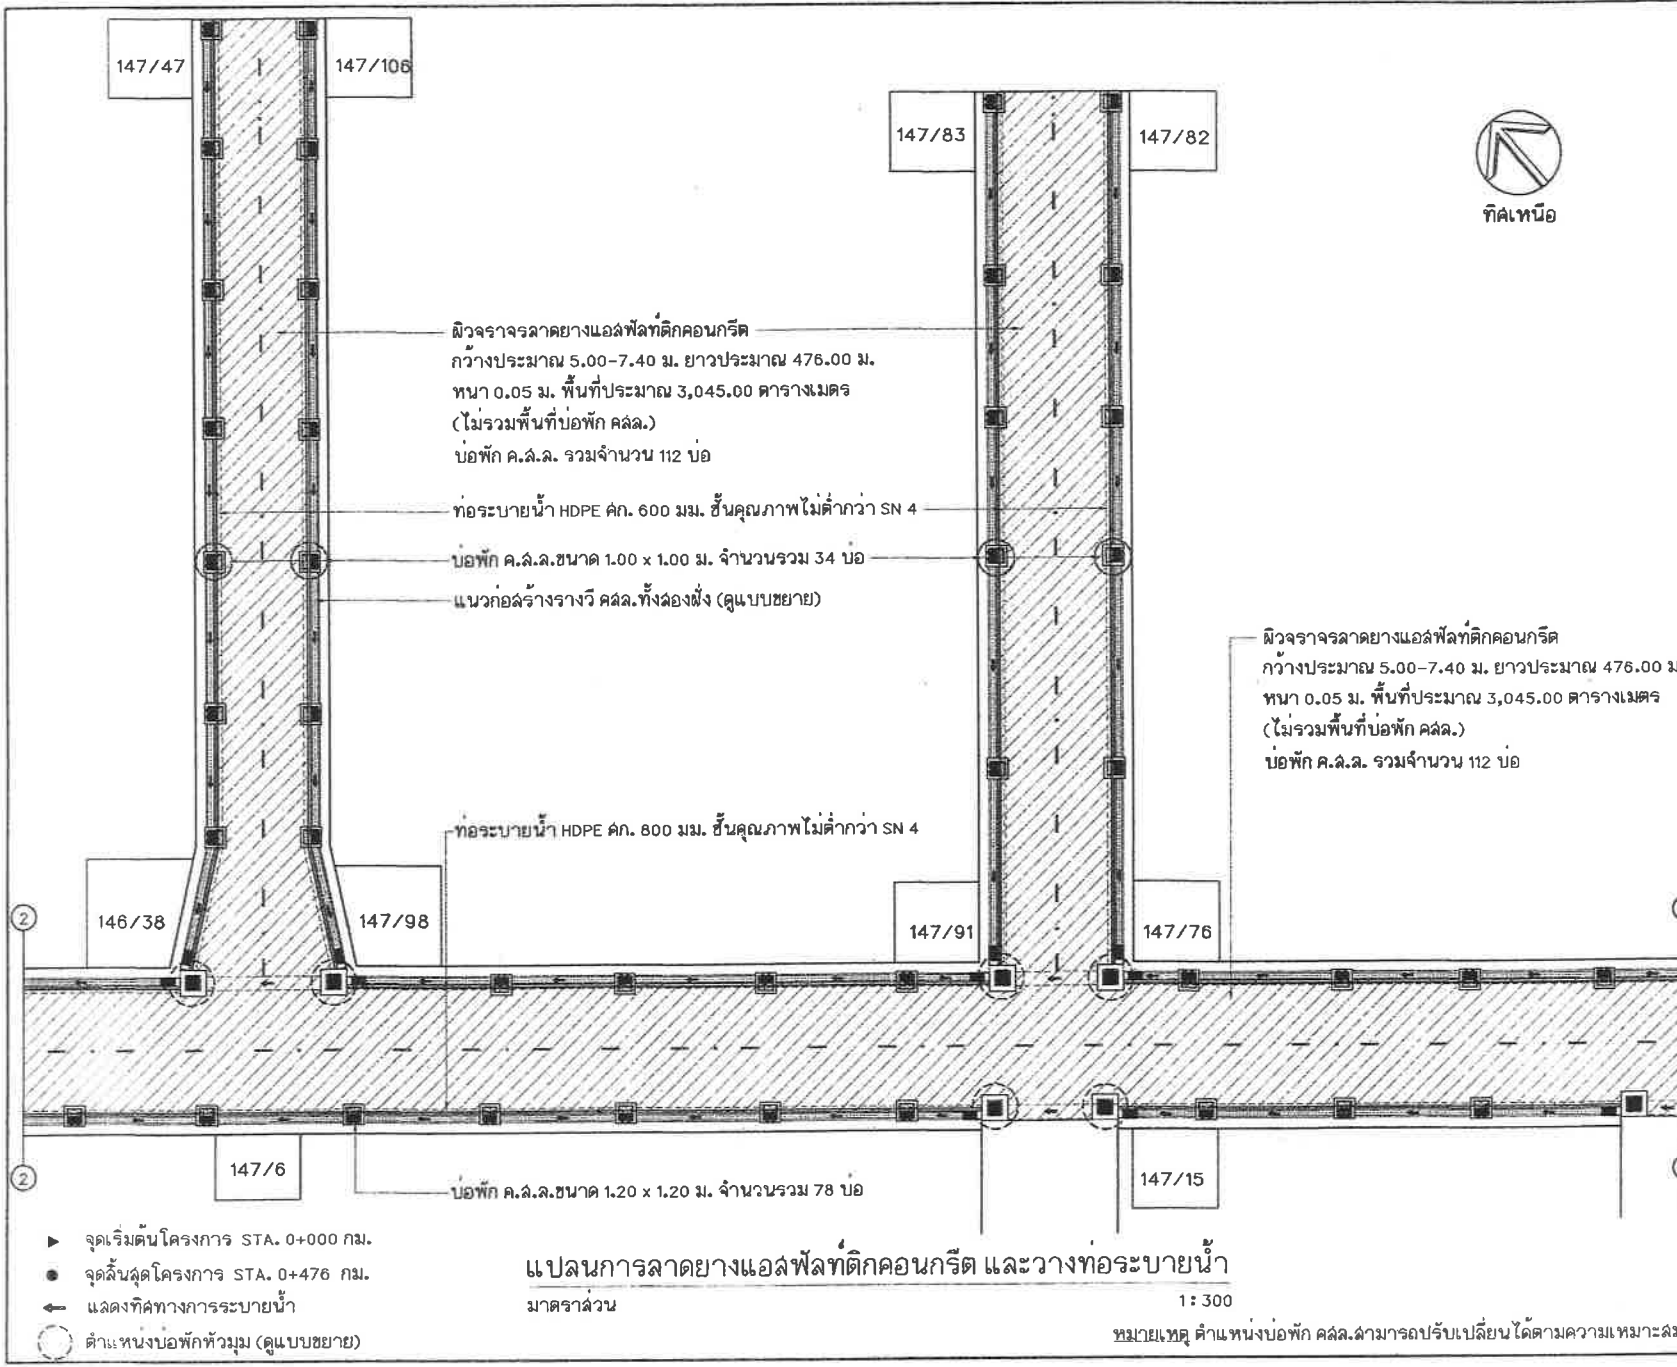 147/47
147/106
147/83
147/82
ทิศเหนือ
ผิวจราจรลาดยางแอสฟัลท์ติกคอนกรีต
กว้างประมาณ 5.00-7.40 ม. ยาวประมาณ 476.00 ม.
หนา 0.05 ม. พื้นที่ประมาณ 3,045.00 ตารางเมตร
(ไม่รวมพื้นที่บ่อพัก คสล.)
บ่อพัก ค.ส.ล. รวมจำนวน 112 บ่อ
ท่อระบายน้ำ HDPE ศก. 600 มม. ชั้นคุณภาพไม่ต่ำกว่า SN 4
บ่อพัก ค.ส.ล.ขนาด 1.00 x 1.00 ม. จำนวนรวม 34 บ่อ
แนวก่อสร้างรางวี คสล.ทั้งสองฝั่ง (ดูแบบขยาย)
ผิวจราจรลาดยางแอสฟัลท์ติกคอนกรีต
กว้างประมาณ 5.00-7.40 ม. ยาวประมาณ 476.00 ม
หนา 0.05 ม. พื้นที่ประมาณ 3,045.00 ตารางเมตร
(ไม่รวมพื้นที่บ่อพัก คสล.)
บ่อพัก ค.ส.ล. รวมจำนวน 112 บ่อ
ท่อระบายน้ำ HDPE ศก. 800 มม. ชั้นคุณภาพไม่ต่ำกว่า SN 4
146/38
147/98
147/91
147/76
2
2
147/6
147/15
บ่อพัก ค.ส.ล.ขนาด 1.20 x 1.20 ม. จำนวนรวม 78 บ่อ
จุดเริ่มต้นโครงการ STA. 0+000 กม.
จุดสิ้นสุดโครงการ STA. 0+476 กม.
แสดงทิศทางการระบายน้ำ
ตำแหน่งบ่อพักหัวมุม (ดูแบบขยาย)
แปลนการลาดยางแอสฟัลท์ติกคอนกรีต และวางท่อระบายน้ำ
มาตราส่วน 1:300
หมายเหตุ ตำแหน่งบ่อพัก คสล.สามารถปรับเปลี่ยนได้ตามความเหมาะสม